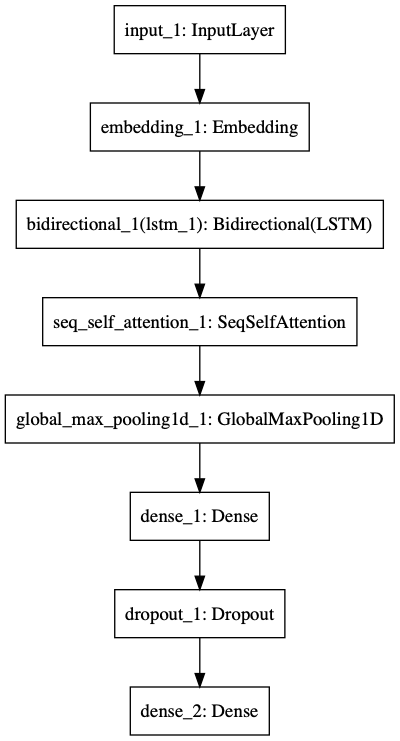 input_1: InputLayer
embedding_1: Embedding
bidirectional_1(lstm_1): Bidirectional(LSTM)
seq_self_attention_1: SeqSelfAttention
global_max_pooling1d_1: GlobalMaxPooling1D
dense_1: Dense
dropout_1: Dropout
dense_2: Dense